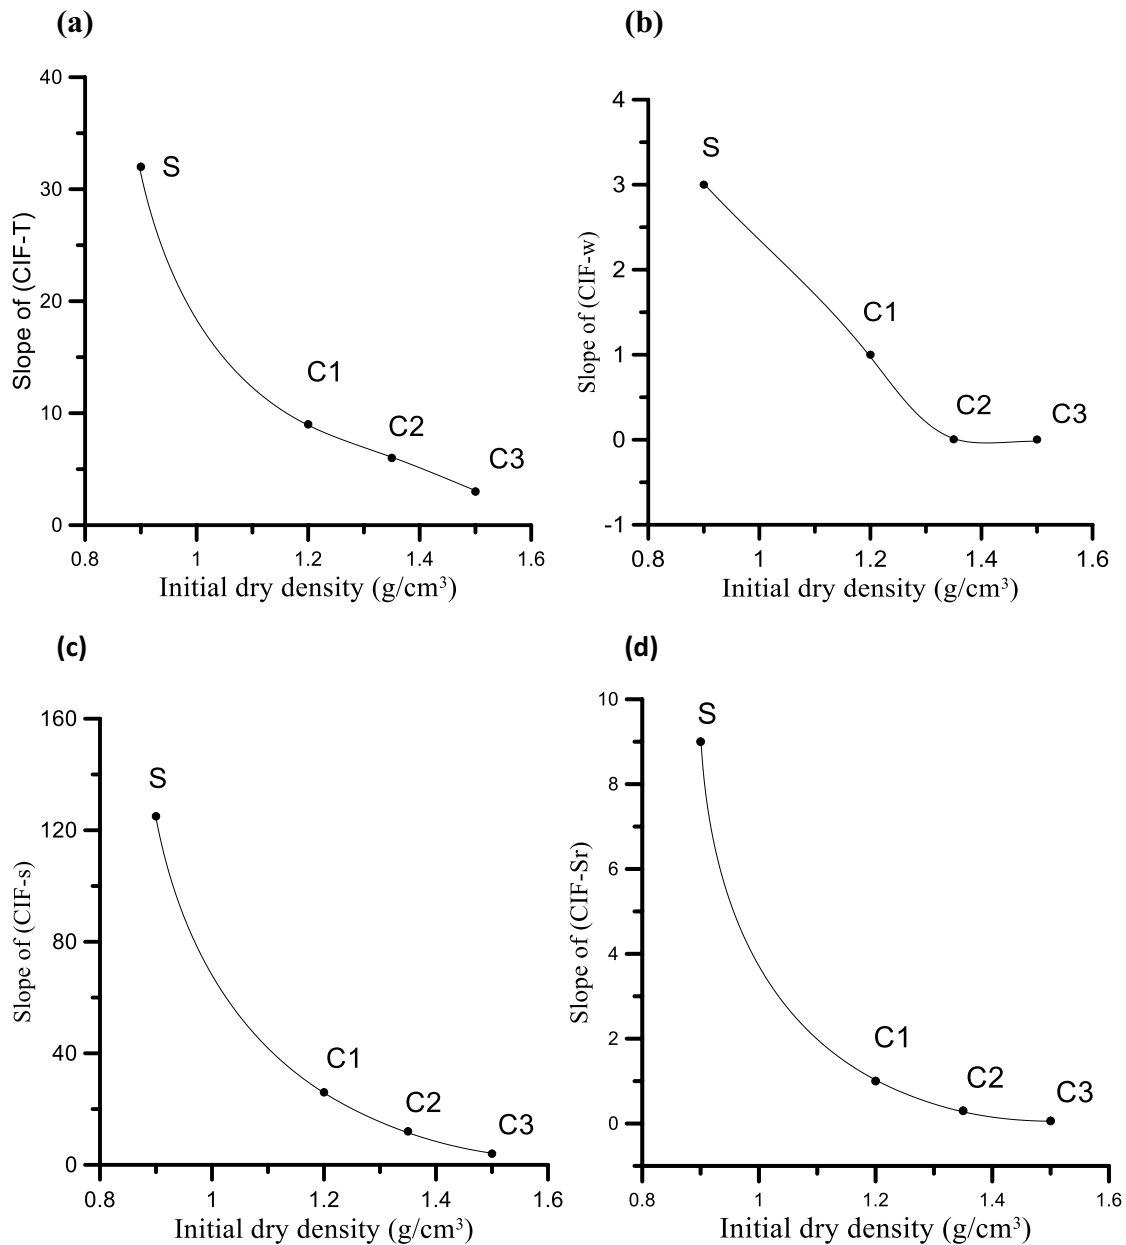 (a)
40
30
20
10
0
Slope of (CIF-T)
S
C1
C2
C3
0.8 1 1.2 1.4 1.6
Initial dry density (g/cm³)
(b)
4
3
2
1
0
-1
Slope of (CIF-w)
S
C1
C2
C3
0.8 1 1.2 1.4 1.6
Initial dry density (g/cm³)
(c)
160
120
80
40
0
Slope of (CIF-s)
S
C1
C2
C3
0.8 1 1.2 1.4 1.6
Initial dry density (g/cm³)
(d)
10
8
6
4
2
0
Slope of (CIF-Sr)
S
C1
C2
C3
0.8 1 1.2 1.4 1.6
Initial dry density (g/cm³)